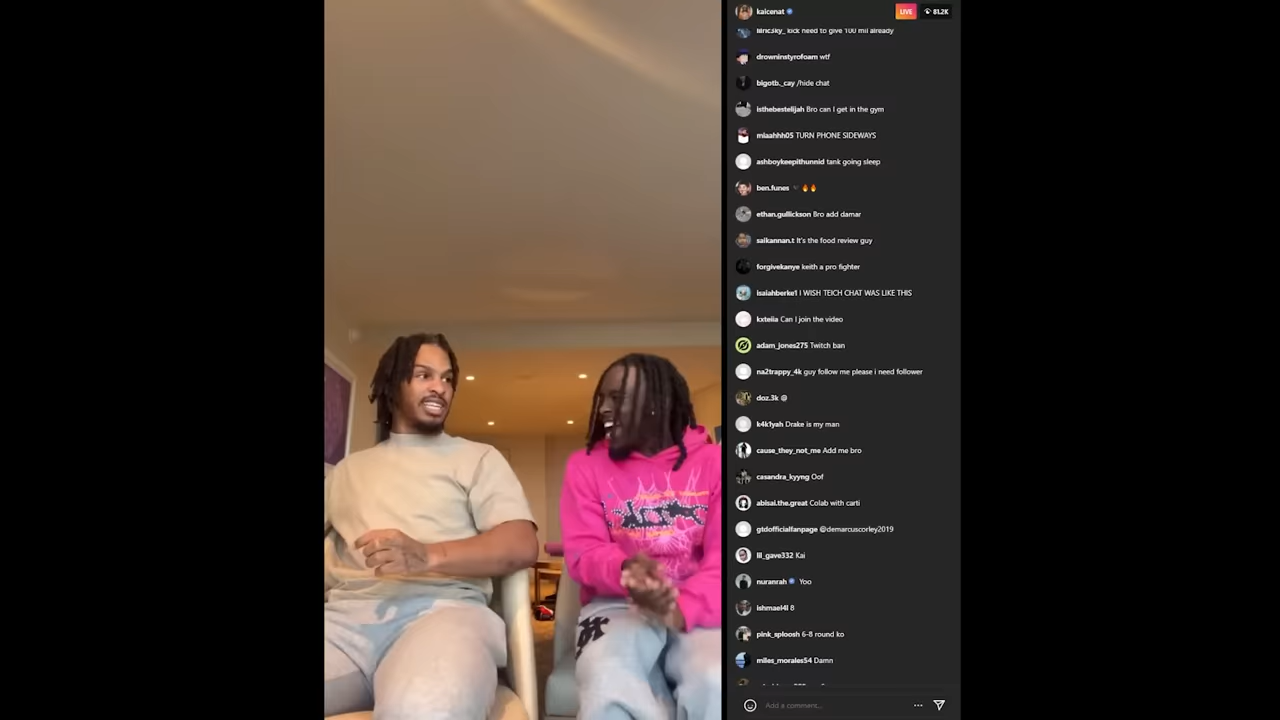 kaicenat
LIVE 81.2K
kick need to give 100 mil already
drowninstyrofoam wtf
bigotb._cay /hide chat
isthebestelijah Bro can I get in the gym
miaahhh05 TURN PHONE SIDEWAYS
ashboykeepithunnid tank going sleep
ben.funes 🖤🔥🔥
ethan.gullickson Bro add damar
saikannan.t It's the food review guy
forgivekanye keith a pro fighter
isaiahberke1 I WISH TEICH CHAT WAS LIKE THIS
kxteiia Can I join the video
adam_jones275 Twitch ban
na2trappy_4k guy follow me please i need follower
doz.3k @
k4k1yah Drake is my man
cause_they_not_me Add me bro
casandra_kyyng Oof
abisai.the.great Colab with carti
gtdofficialfanpage @demarcuscorley2019
lil_gave332 Kai
nuranrah Yoo
ishmael4l 8
pink_sploosh 6-8 round ko
miles_morales54 Damn
Add a comment...